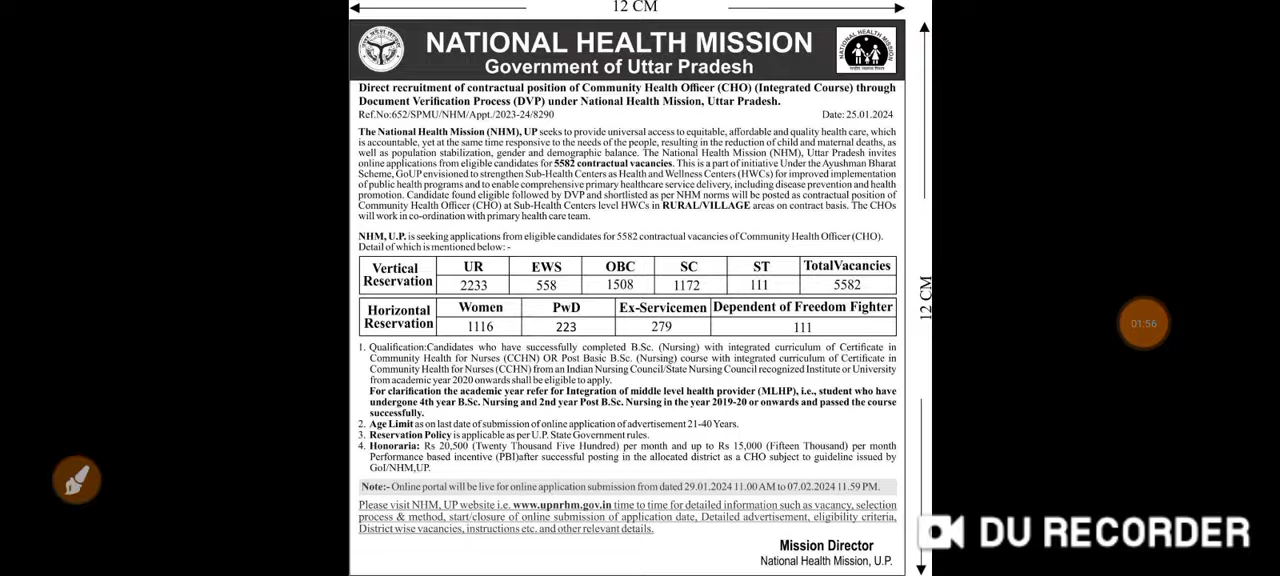 12 CM
NATIONAL HEALTH MISSION
Government of Uttar Pradesh
NATIONAL HEALTH MISSION
Direct recruitment of contractual position of Community Health Officer (CHO) (Integrated Course) through
Document Verification Process (DVP) under National Health Mission, Uttar Pradesh.
Ref.No:652/SPMU/NHM/Appt./2023-24/8290 Date: 25.01.2024
The National Health Mission (NHM), UP seeks to provide universal access to equitable, affordable and quality health care, which
is accountable, yet at the same time responsive to the needs of the people, resulting in the reduction of child and maternal deaths, as
well as population stabilization, gender and demographic balance. The National Health Mission (NHM), Uttar Pradesh invites
online applications from eligible candidates for 5582 contractual vacancies. This is a part of initiative Under the Ayushman Bharat
Scheme, GoUP envisioned to strengthen Sub-Health Centers as Health and Wellness Centers (HWCs) for improved implementation
of public health programs and to enable comprehensive primary healthcare service delivery, including disease prevention and health
promotion. Candidate found eligible followed by DVP and shortlisted as per NHM norms will be posted as contractual position of
Community Health Officer (CHO) at Sub-Health Centers level HWCs in RURAL/VILLAGE areas on contract basis. The CHOs
will work in co-ordination with primary health care team.
NHM, U.P. is seeking applications from eligible candidates for 5582 contractual vacancies of Community Health Officer (CHO).
Detail of which is mentioned below: -
Vertical Reservation UR EWS OBC SC ST TotalVacancies
2233 558 1508 1172 111 5582
Horizontal Reservation Women PwD Ex-Servicemen Dependent of Freedom Fighter
1116 223 279 111
12 CM
1. Qualification:Candidates who have successfully completed B.Sc. (Nursing) with integrated curriculum of Certificate in
Community Health for Nurses (CCHN) OR Post Basic B.Sc. (Nursing) course with integrated curriculum of Certificate in
Community Health for Nurses (CCHN) from an Indian Nursing Council/State Nursing Council recognized Institute or University
from academic year 2020 onwards shall be eligible to apply.
For clarification the academic year refer for Integration of middle level health provider (MLHP), i.e., student who have
undergone 4th year B.Sc. Nursing and 2nd year Post B.Sc. Nursing in the year 2019-20 or onwards and passed the course
successfully.
2. Age Limit as on last date of submission of online application of advertisement 21-40 Years.
3. Reservation Policy is applicable as per U.P. State Government rules.
4. Honoraria: Rs 20,500 (Twenty Thousand Five Hundred) per month and up to Rs 15,000 (Fifteen Thousand) per month
Performance based incentive (PBI)after successful posting in the allocated district as a CHO subject to guideline issued by
GoI/NHM,UP.
Note:- Online portal will be live for online application submission from dated 29.01.2024 11.00 AM to 07.02.2024 11.59 PM.
Please visit NHM, UP website i.e. www.upnrhm.gov.in time to time for detailed information such as vacancy, selection
process & method, start/closure of online submission of application date, Detailed advertisement, eligibility criteria,
District wise vacancies, instructions etc. and other relevant details.
Mission Director
National Health Mission, U.P.
01:56
DU RECORDER